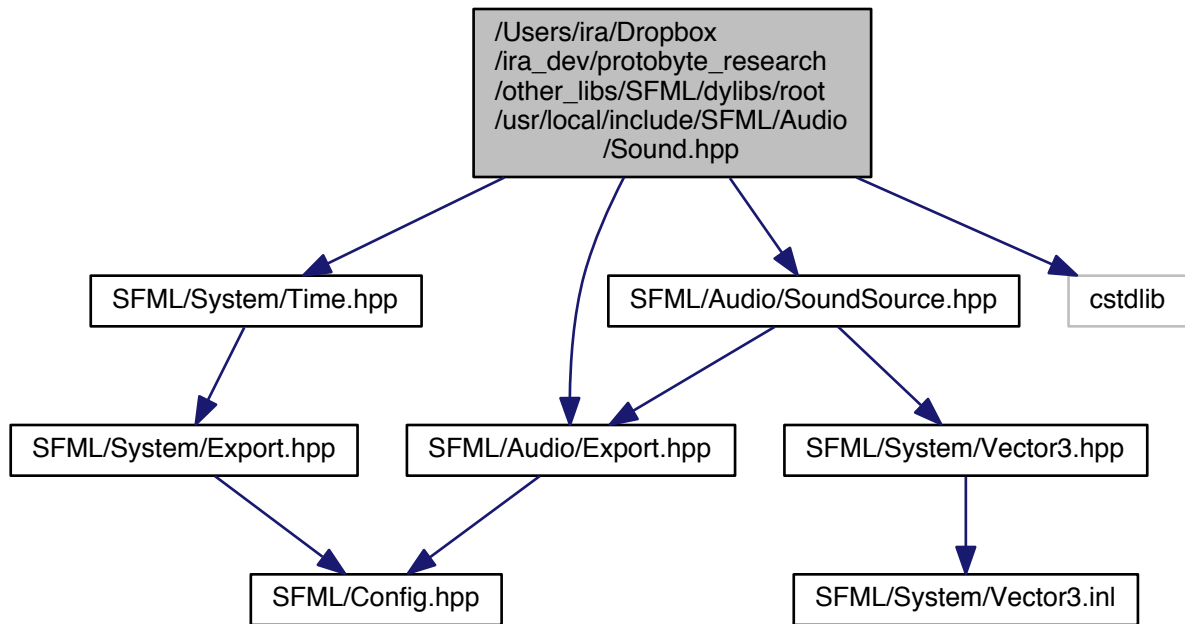 /Users/ira/Dropbox
/ira_dev/protobyte_research
/other_libs/SFML/dylibs/root
/usr/local/include/SFML/Audio
/Sound.hpp
SFML/System/Time.hpp
SFML/Audio/SoundSource.hpp
cstdlib
SFML/System/Export.hpp
SFML/Audio/Export.hpp
SFML/System/Vector3.hpp
SFML/Config.hpp
SFML/System/Vector3.inl